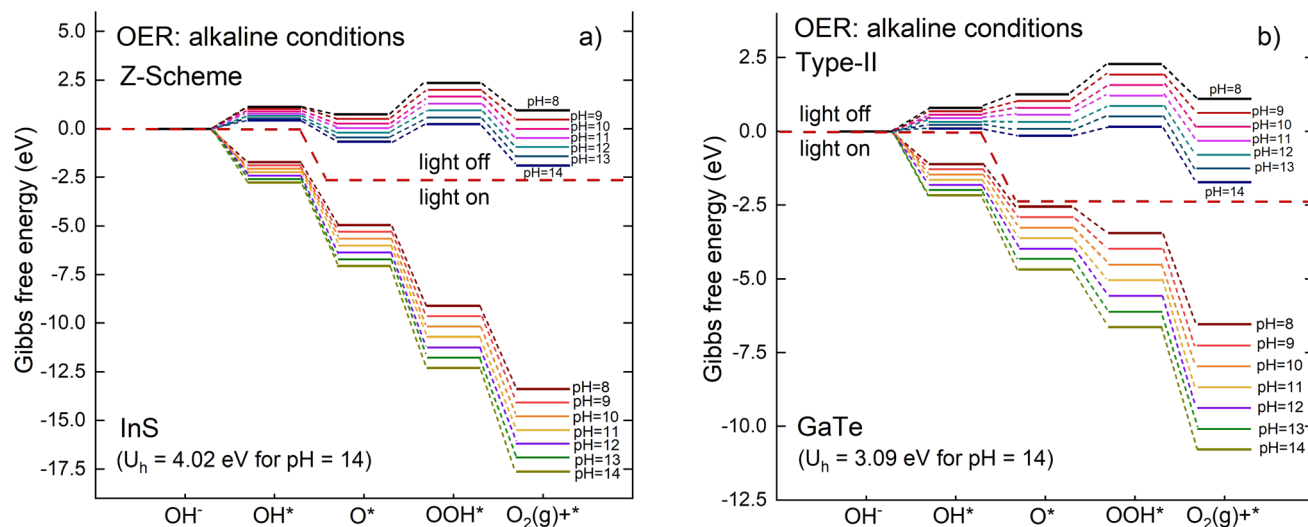 OER: alkaline conditions
a)
Z-Scheme
5.0
2.5
0.0
-2.5
-5.0
-7.5
-10.0
-12.5
-15.0
-17.5
Gibbs free energy (eV)
pH=8
pH=9
pH=10
pH=1
pH=12
pH=13
pH=14
light off
light on
pH=8
pH=9
pH=10
pH=11
pH=12
pH=13
pH=14
InS
(Uh = 4.02 eV for pH = 14)
OH-
OH*
O*
OOH*
O2(g)+*
OER: alkaline conditions
b)
Type-II
5.0
2.5
0.0
-2.5
-5.0
-7.5
-10.0
-12.5
Gibbs free energy (eV)
light off
light on
pH=8
pH=9
pH=10
pH=11
pH=12
pH=13
pH=14
pH=8
pH=9
pH=10
pH=11
pH=12
pH=13
pH=14
GaTe
(Uh = 3.09 eV for pH = 14)
OH-
OH*
O*
OOH*
O2(g)+*